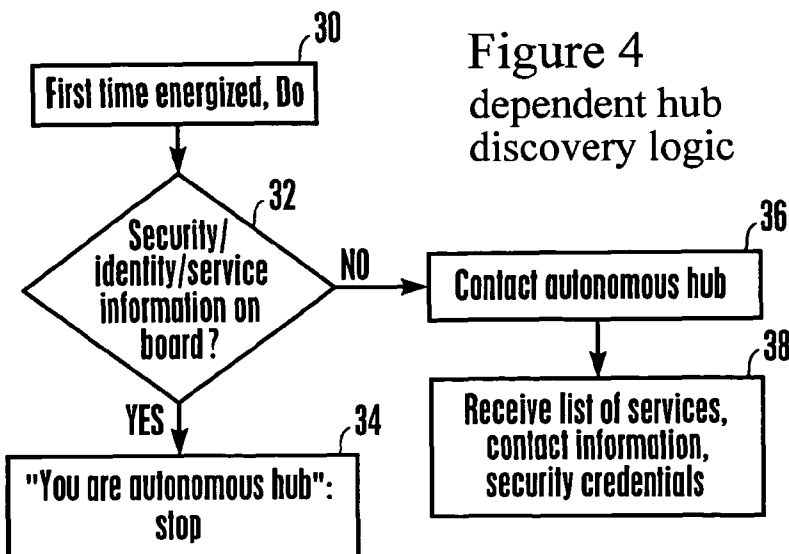 30
Figure 4
dependent hub
discovery logic
First time energized, Do
32
Security/
identity/service
information on
board?
NO
36
Contact autonomous hub
YES
34
"You are autonomous hub":
stop
38
Receive list of services,
contact information,
security credentials